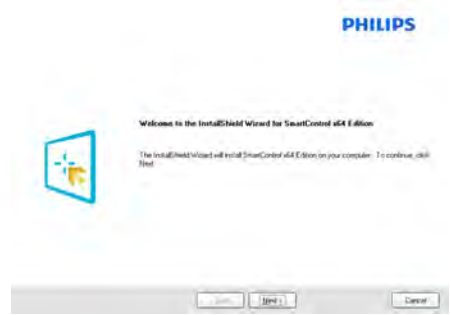 PHILIPS
Welcome to the InstallShield Wizard for SmartControl x64 Edition
The InstallShield Wizard will install SmartControl x64 Edition on your computer. To continue, click
Next
Next >
Cancel